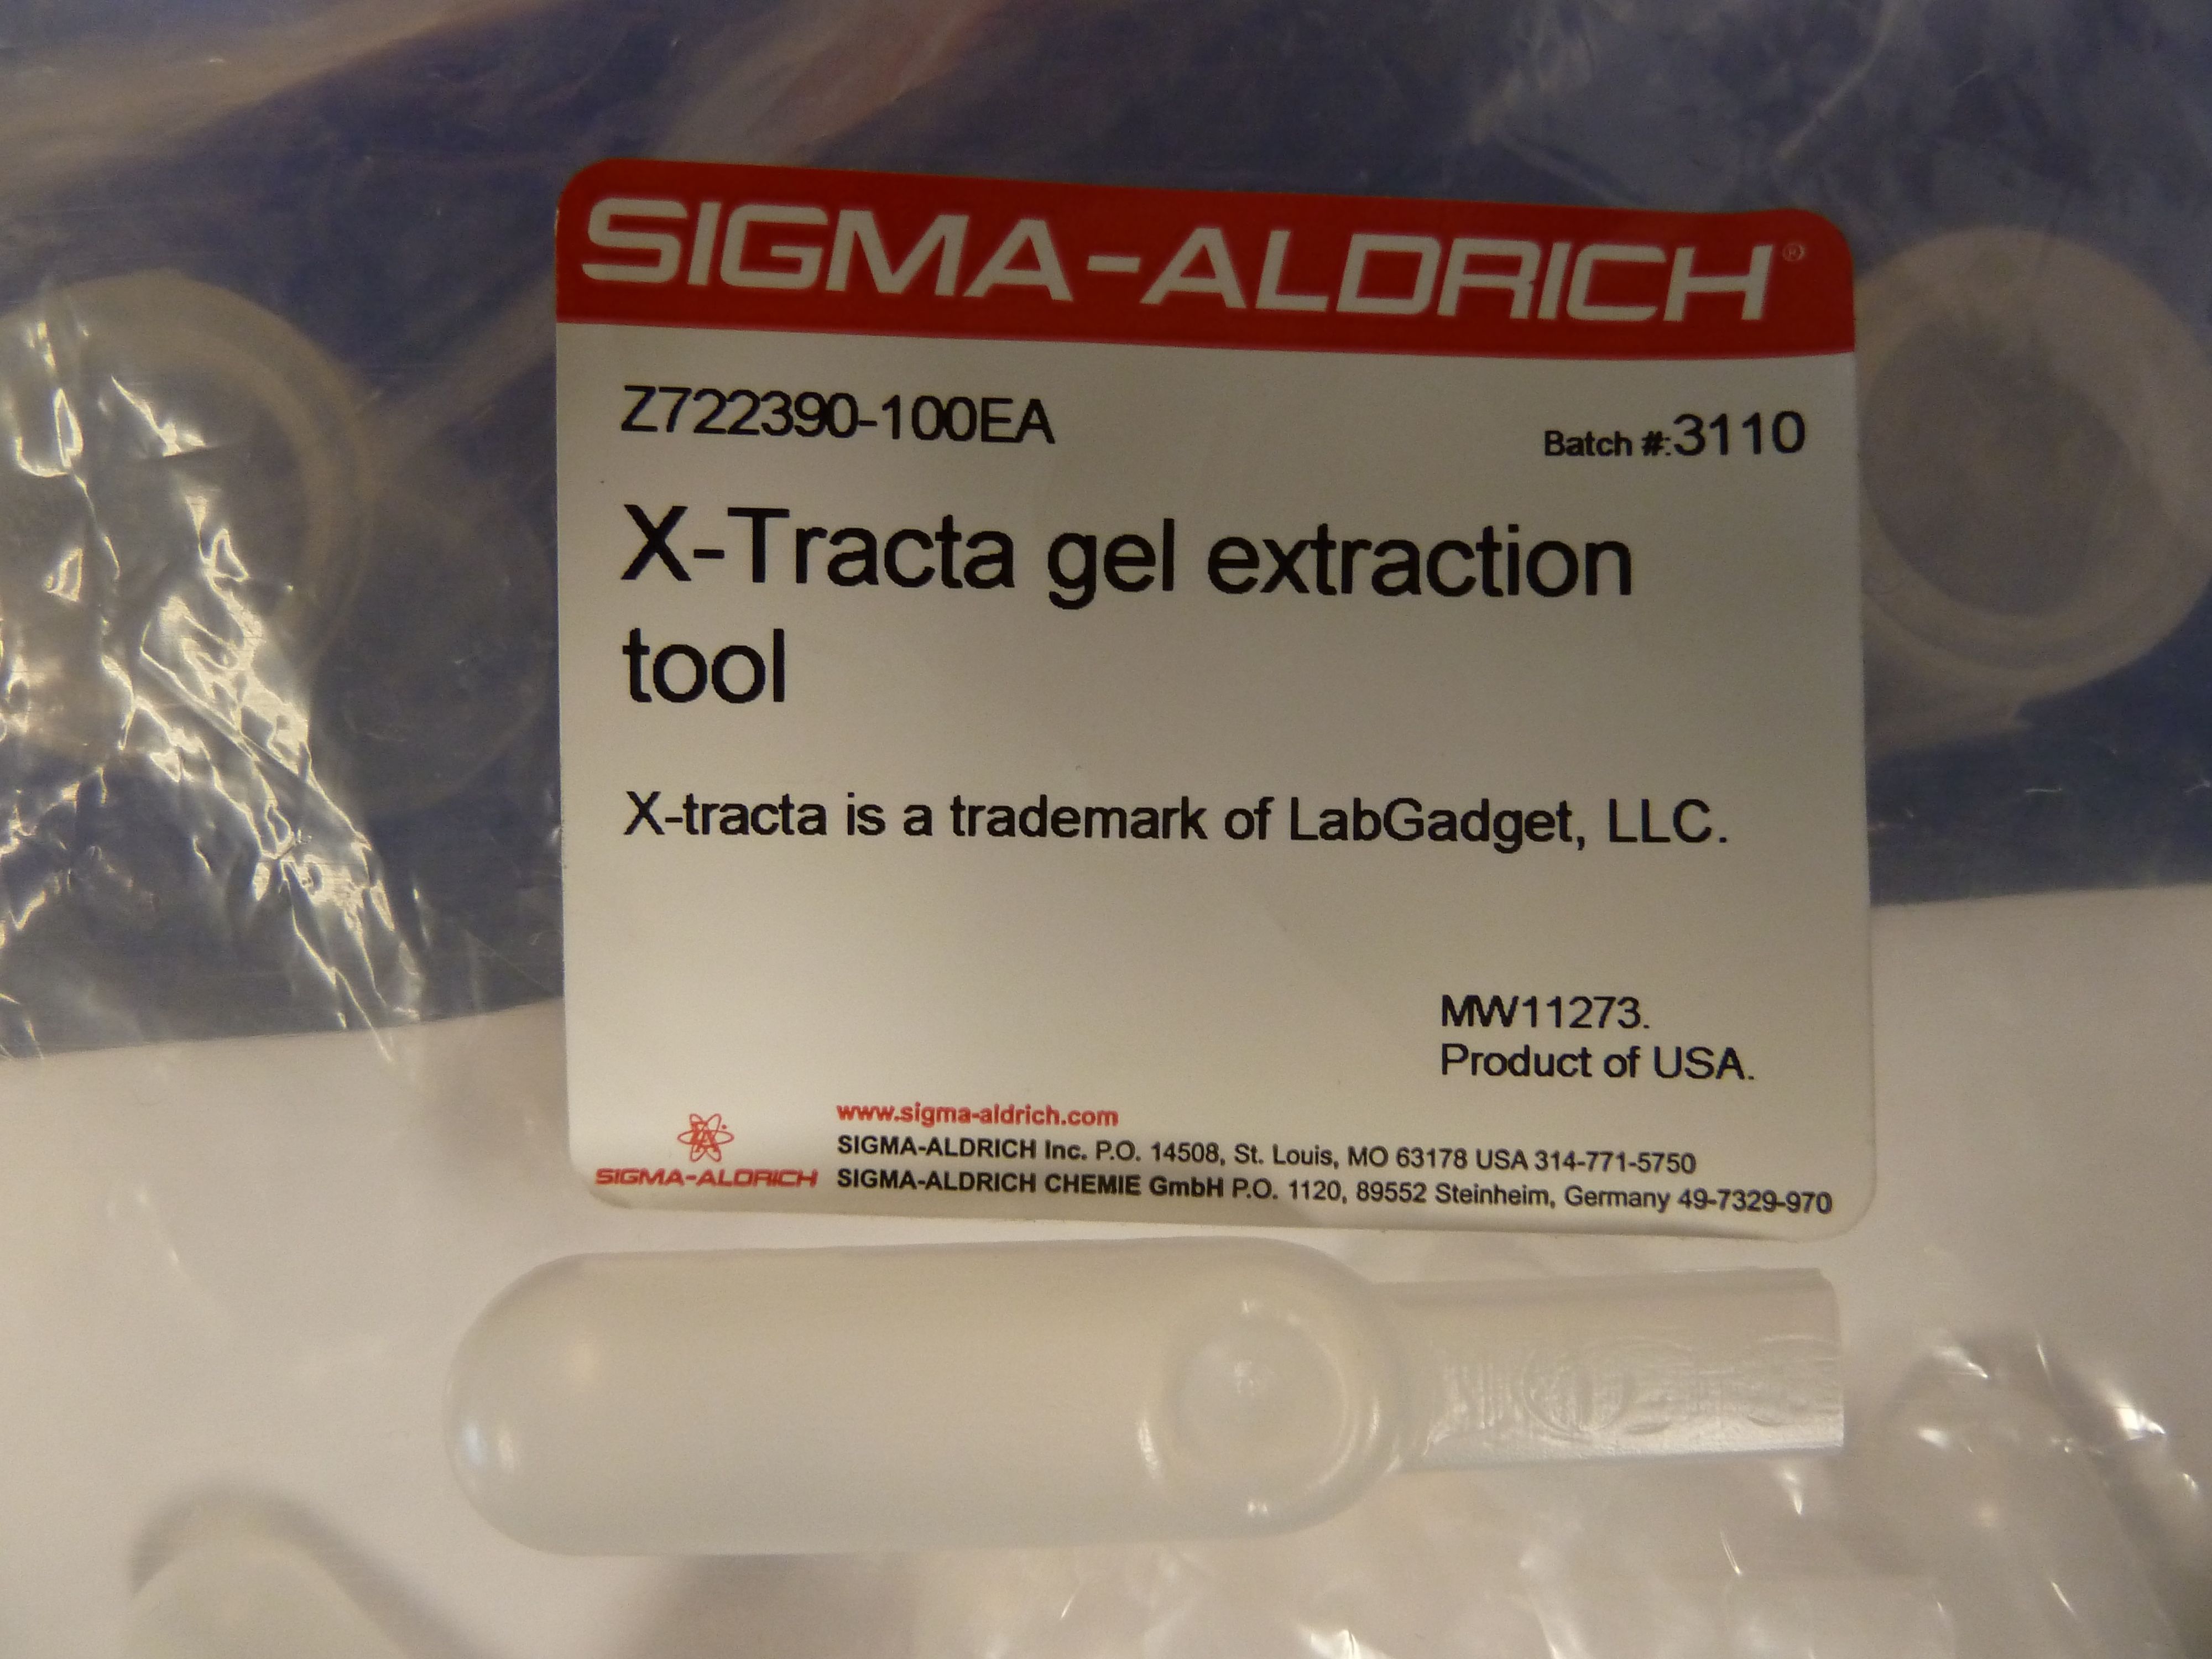 SIGMA-ALDRICH®
Z722390-100EA
Batch #:3110
X-Tracta gel extraction
tool
X-tracta is a trademark of LabGadget, LLC.
MW11273.
Product of USA.
www.sigma-aldrich.com
SIGMA-ALDRICH Inc. P.O. 14508, St. Louis, MO 63178 USA 314-771-5750
SIGMA-ALDRICH
SIGMA-ALDRICH CHEMIE GmbH P.O. 1120, 89552 Steinheim, Germany 49-7329-970